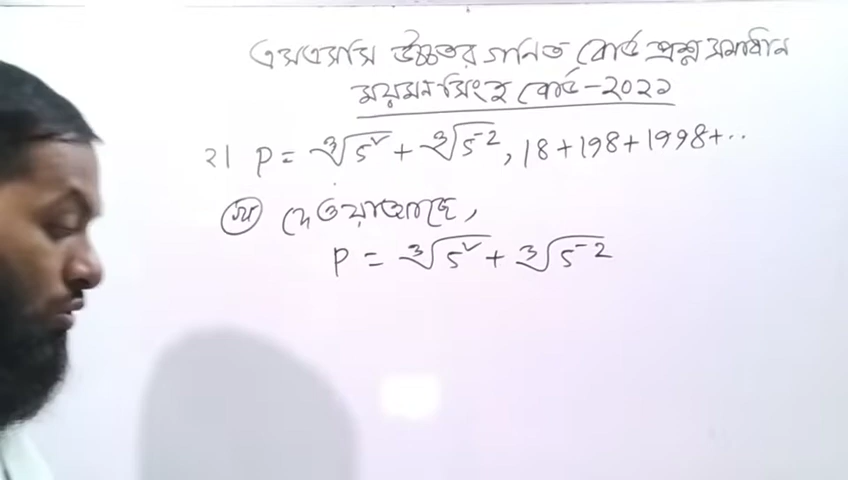 এসএসসি উচ্চতর গণিত বোর্ড প্রশ্ন সমাধান
ময়মনসিংহ বোর্ড-২০২১
২। P = ∛5² + ∛5⁻², 18+198+1998+··
খ দেওয়া আছে,
P = ∛5² + ∛5⁻²